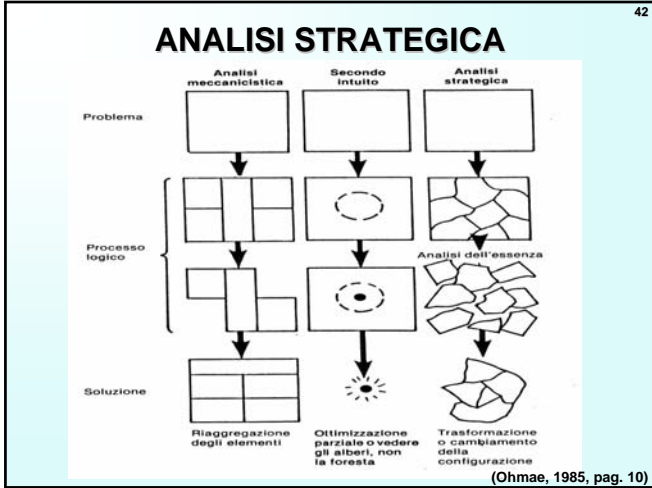 42
ANALISI STRATEGICA
Analisi
meccanicistica
Secondo
intuito
Analisi
strategica
Problema
Processo
logico
Analisi dell'essenza
Soluzione
Riaggregazione
degli elementi
Ottimizzazione
parziale o vedere
gli alberi, non
la foresta
Trasformazione
o cambiamento
della
configurazione
(Ohmae, 1985, pag. 10)